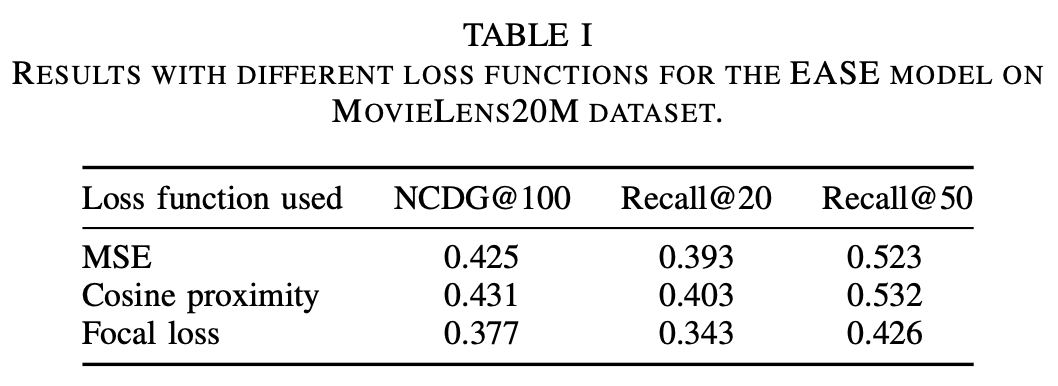 TABLE I
RESULTS WITH DIFFERENT LOSS FUNCTIONS FOR THE EASE MODEL ON
MOVIELENS20M DATASET.
Loss function used NCDG@100 Recall@20 Recall@50
MSE 0.425 0.393 0.523
Cosine proximity 0.431 0.403 0.532
Focal loss 0.377 0.343 0.426